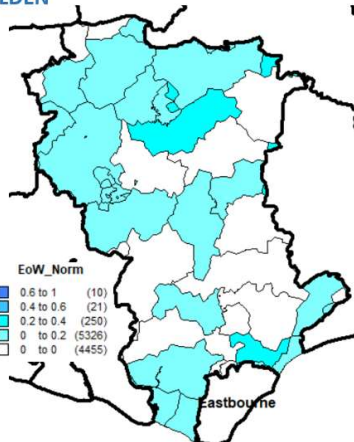 LDEN
EoW_Norm
0.6 to 1 (10)
0.4 to 0.6 (21)
0.2 to 0.4 (250)
0 to 0.2 (5326)
0 to 0 (4455)
Eastbourne